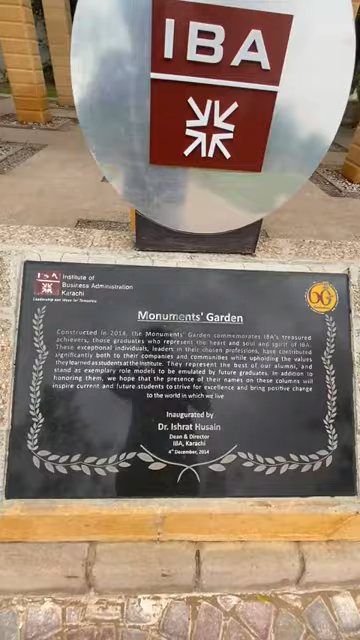 IBA
IBA
Institute of
Business Administration
Karachi
Leadership and Ideas for Tomorrow
Monuments' Garden
Constructed in 2014, the Monuments' Garden commemorates IBA's treasured
achievers, those graduates who represent the heart and soul and spirit of IBA.
These exceptional individuals, leaders in their chosen professions, have contributed
significantly both to their companies and communities while upholding the values
they learned as students at the Institute. They represent the best of our alumni, and
stand as exemplary role models to be emulated by future graduates. In addition to
honoring them, we hope that the presence of their names on these columns will
inspire current and future students to strive for excellence and bring positive change
to the world in which we live
Inaugurated by
Dr. Ishrat Husain
Dean & Director
IBA, Karachi
4th December, 2014